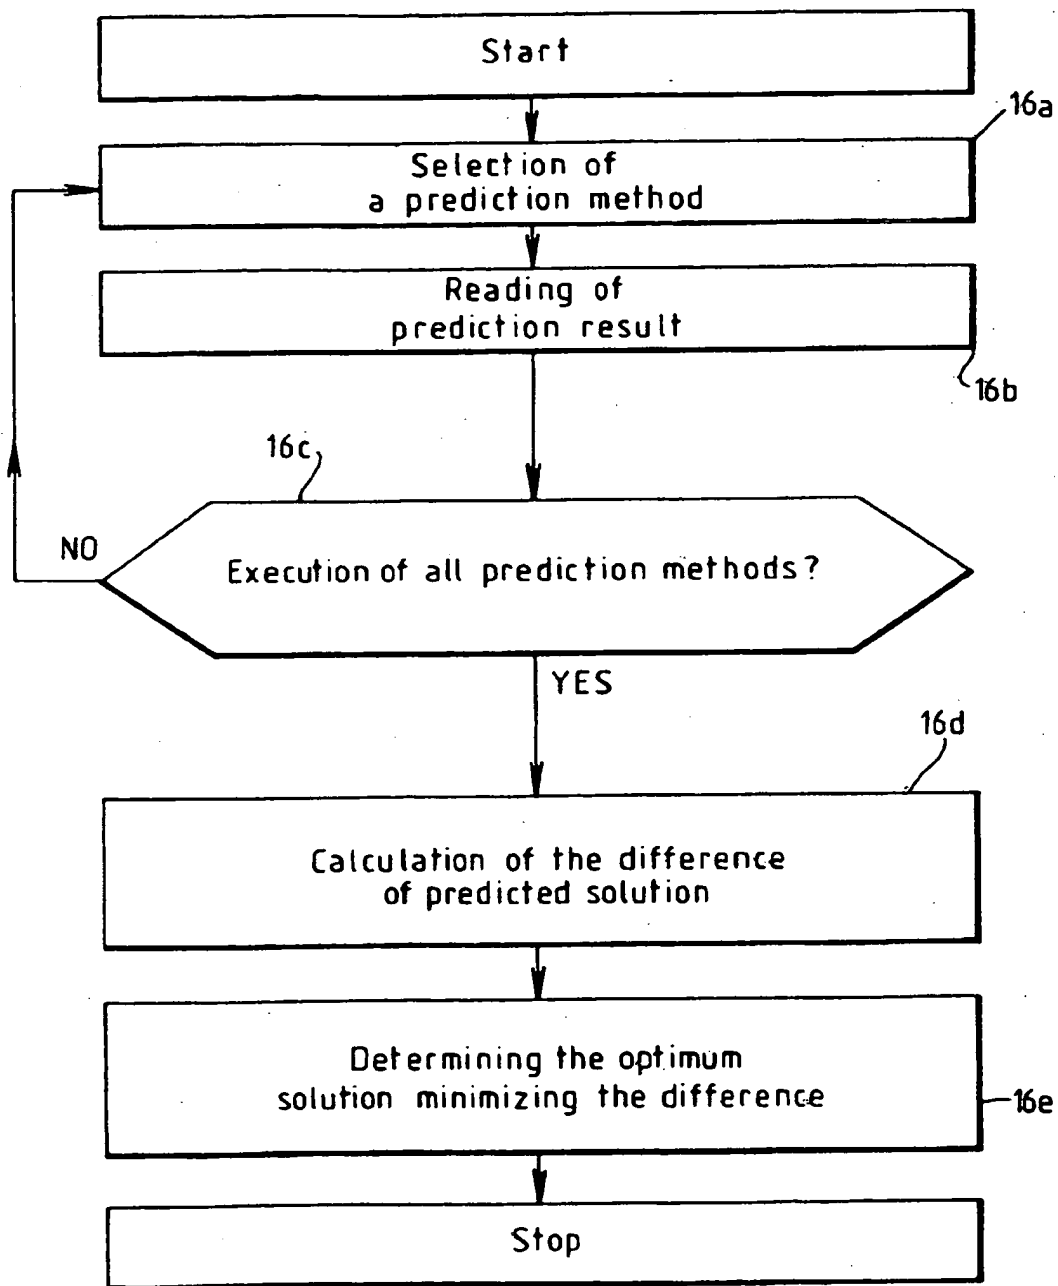 Start
16a
Selection of
a prediction method
Reading of
prediction result
16b
16c
NO
Execution of all prediction methods?
YES
16d
Calculation of the difference
of predicted solution
Determining the optimum
solution minimizing the difference
16e
Stop